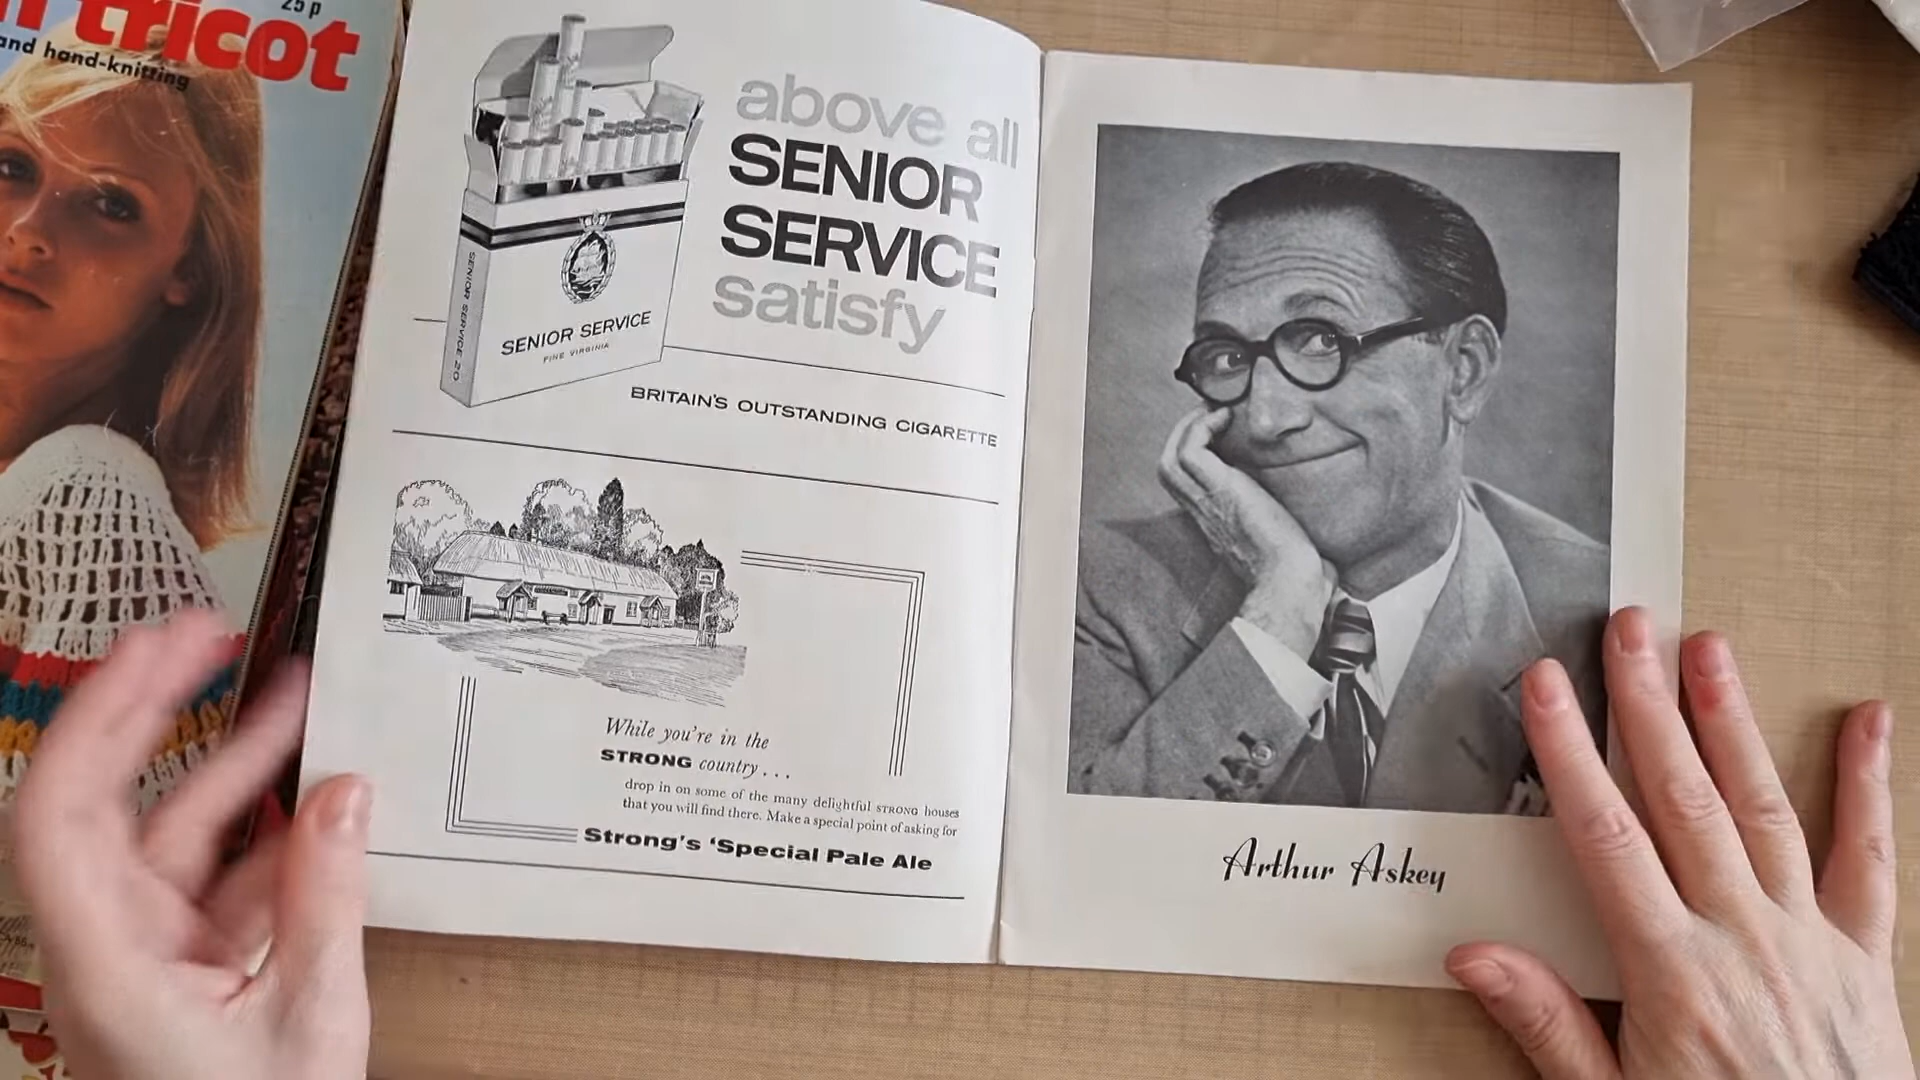 25p
tricot
and hand-knitting
above all
SENIOR
SERVICE
satisfy
SENIOR SERVICE 20
SENIOR SERVICE
FINE VIRGINIA
BRITAIN'S OUTSTANDING CIGARETTE
While you're in the
STRONG country...
drop in on some of the many delightful STRONG houses
that you will find there. Make a special point of asking for
Strong's 'Special Pale Ale
Arthur Askey